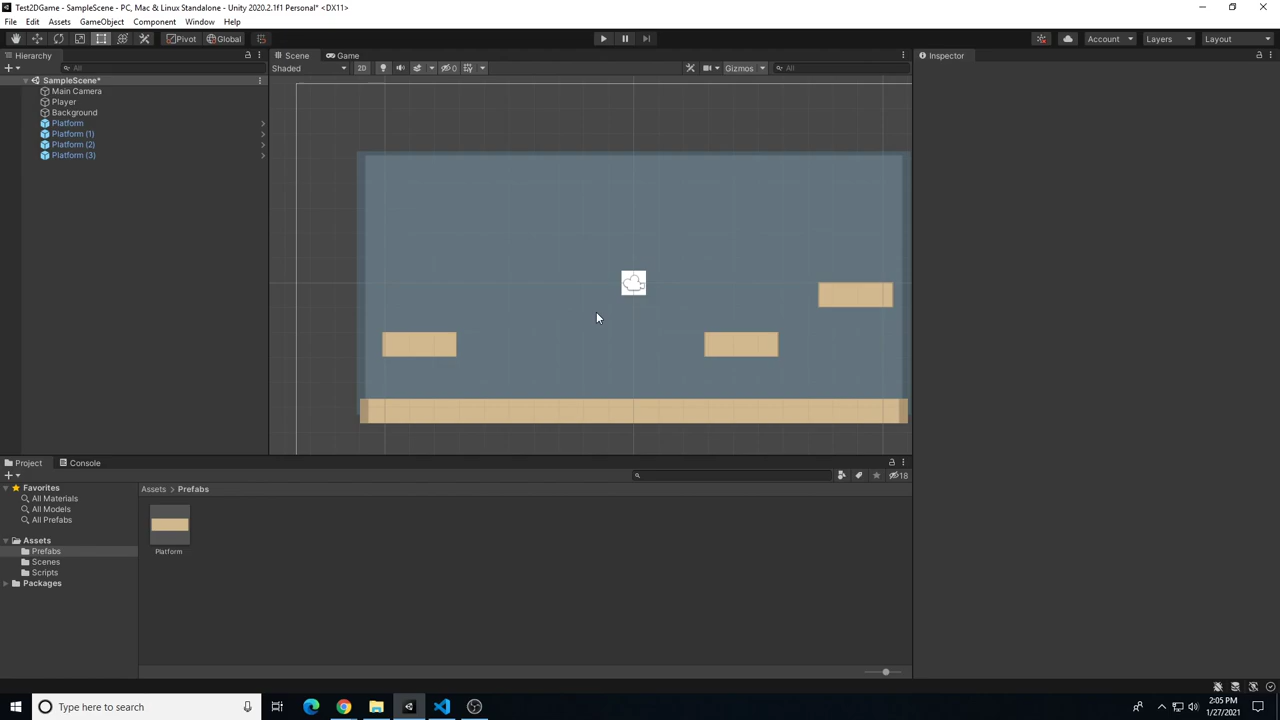 Test2DGame - SampleScene - PC, Mac & Linux Standalone - Unity 2020.2.1f1 Personal* <DX11>
File Edit Assets GameObject Component Window Help
Pivot Global Account Layers Layout
Hierarchy Scene Game Inspector
All Shaded 2D 0 Gizmos All
SampleScene*
Main Camera
Player
Background
Platform
Platform (1)
Platform (2)
Platform (3)
Project Console
18
Favorites
All Materials
All Models
All Prefabs
Assets
Prefabs
Scenes
Scripts
Packages
Assets > Prefabs
Platform
Type here to search
2:05 PM
1/27/2021